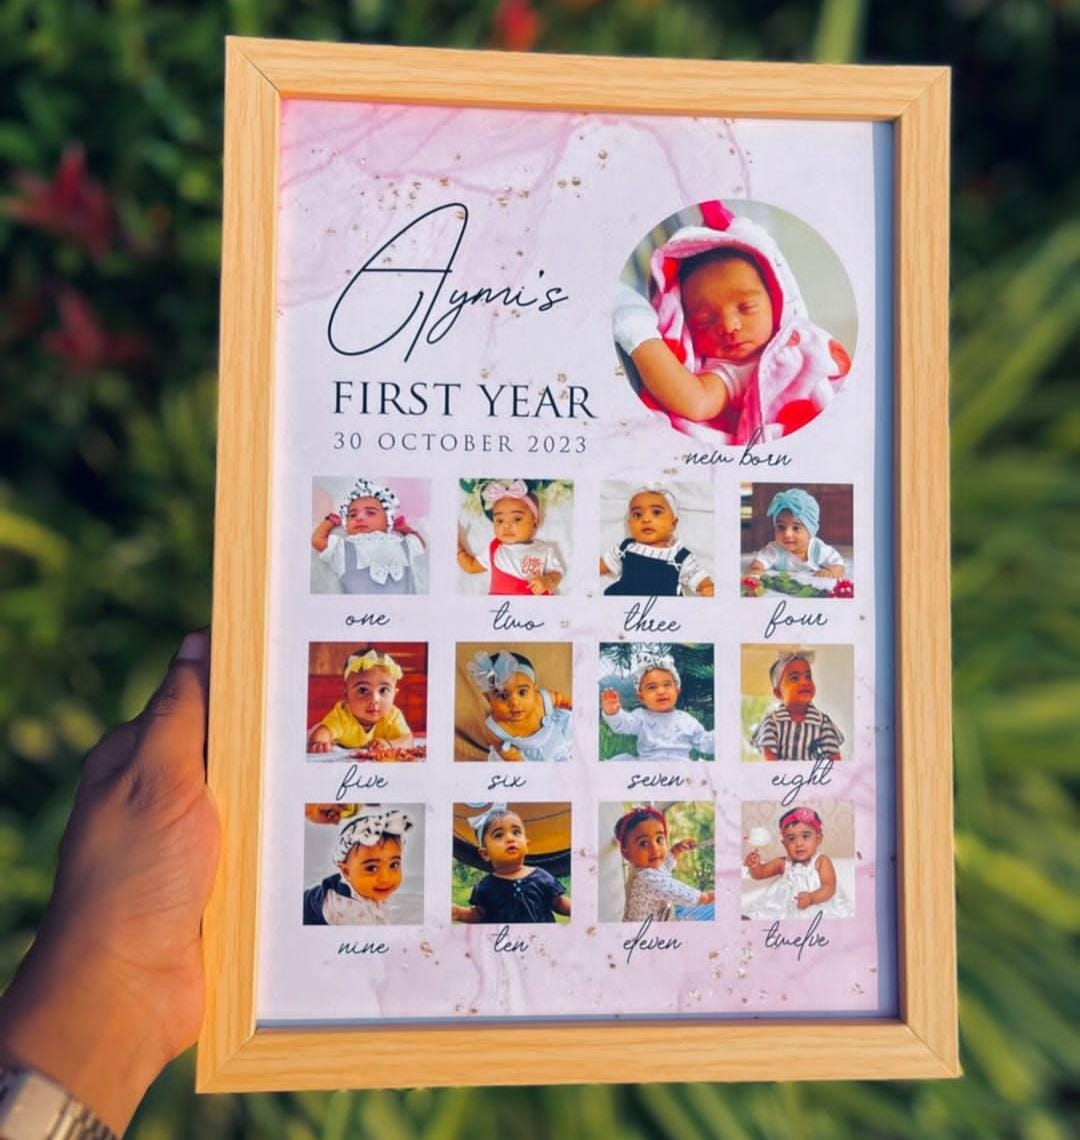 Aymi's
FIRST YEAR
30 OCTOBER 2023
new born
one two three four
five six seven eight
nine ten eleven twelve